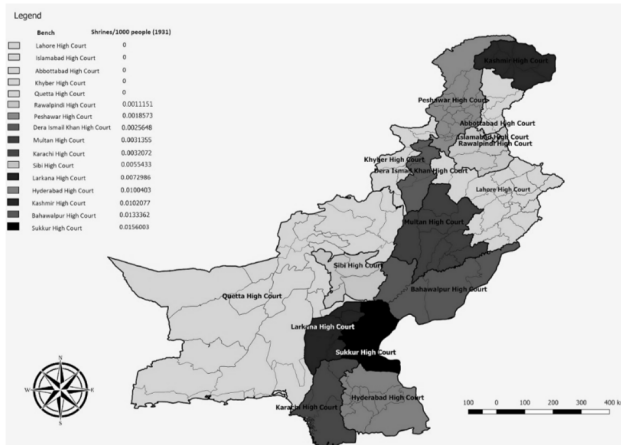 Legend
Bench Shrines/1000 people (1931)
Lahore High Court 0
Islamabad High Court 0
Abbottabad High Court 0
Khyber High Court 0
Quetta High Court 0
Rawalpindi High Court 0.0011151
Peshawar High Court 0.0018573
Dera Ismail Khan High Court 0.0025648
Multan High Court 0.0031355
Karachi High Court 0.0032072
Sibi High Court 0.0055433
Larkana High Court 0.0072986
Hyderabad High Court 0.0100403
Kashmir High Court 0.0102077
Bahawalpur High Court 0.0133362
Sukkur High Court 0.0156003
Kashmir High Court
Peshawar High Court
Abbottabad High Court
Islamabad High Court
Rawalpindi High Court
Khyber High Court
Dera Ismail Khan High Court
Lahore High Court
Multan High Court
Sibi High Court
Bahawalpur High Court
Quetta High Court
Larkana High Court
Sukkur High Court
Hyderabad High Court
Karachi High Court
N
W E
S
100 0 100 200 300 400 k